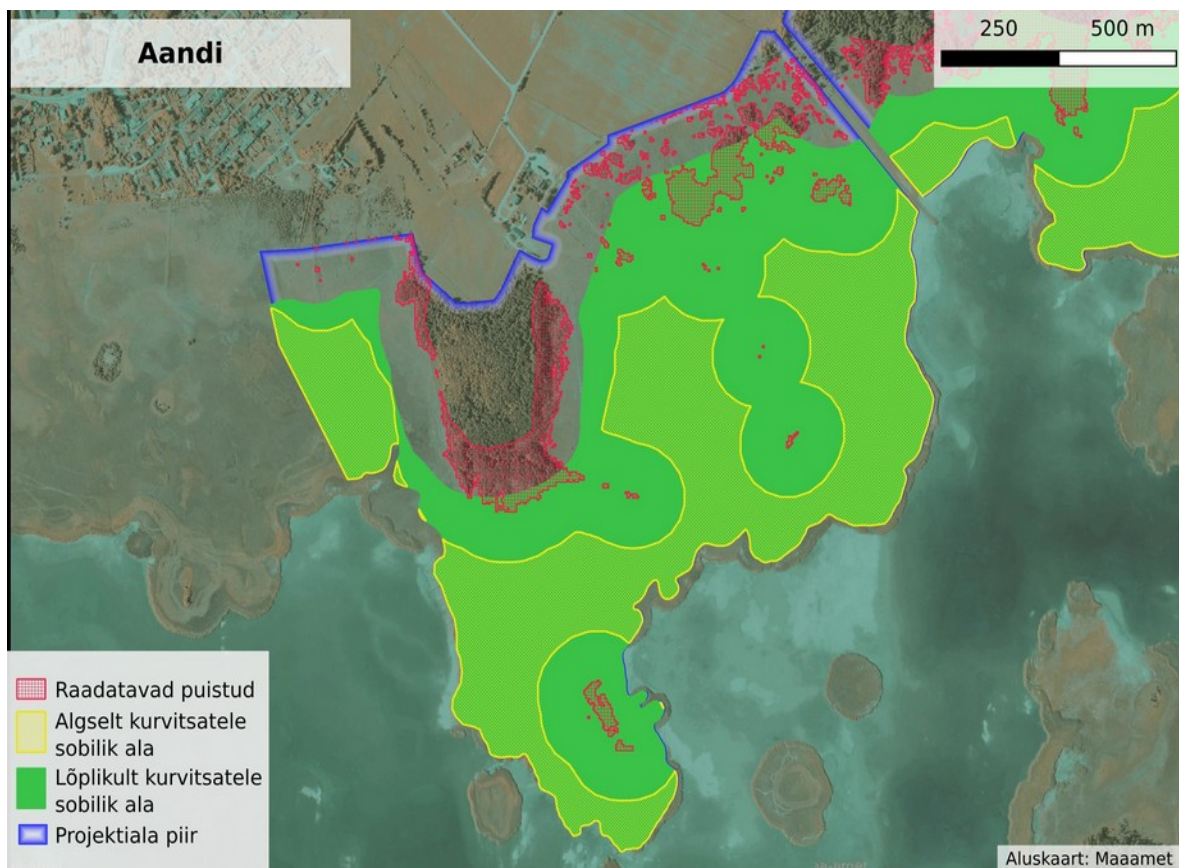 Aandi
250 500 m
Raadatavad puistud
Algselt kurvitsatele
sobilik ala
Lõplikult kurvitsatele
sobilik ala
Projektiala piir
Aluskaart: Maaamet